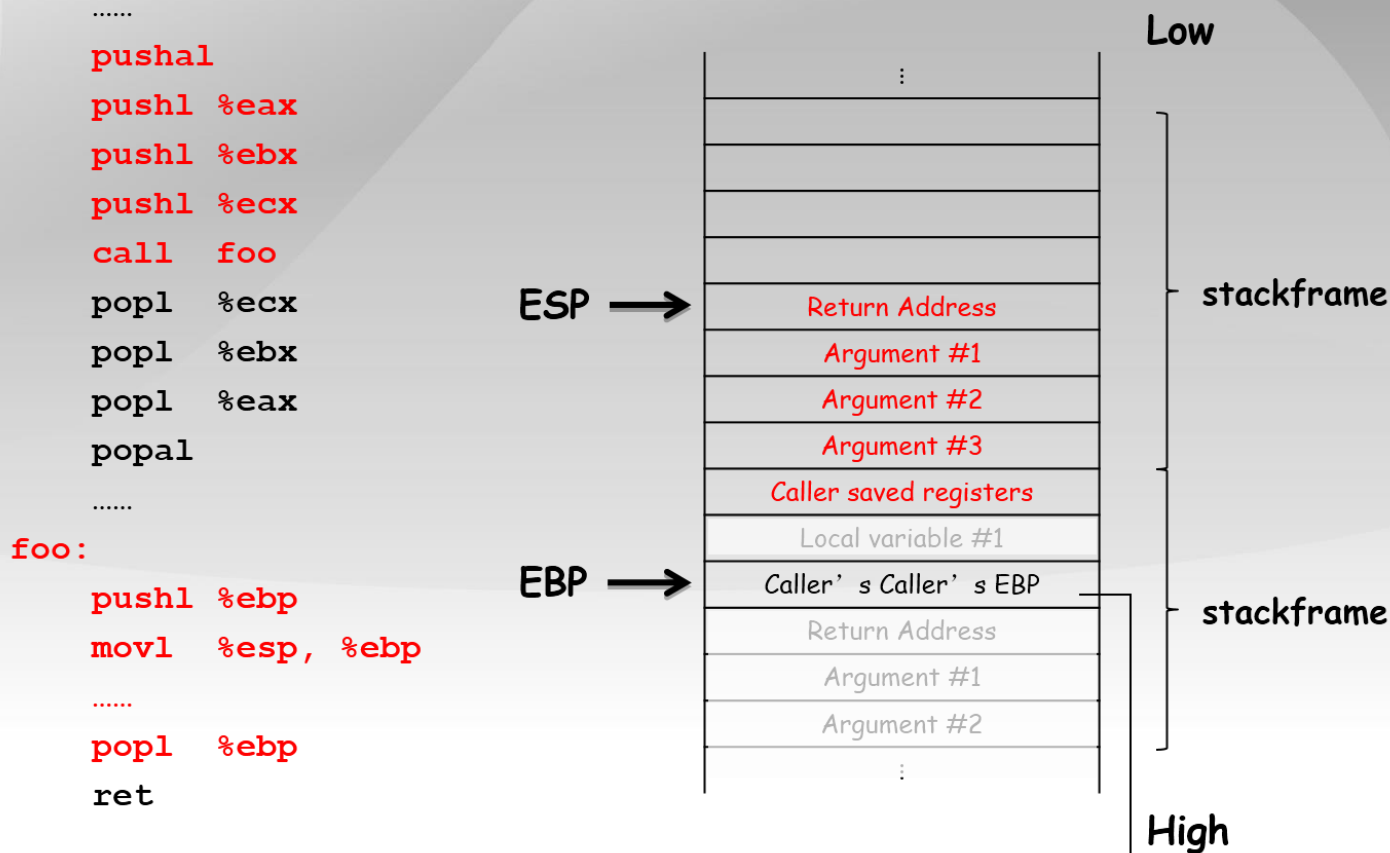 ……
pushal
pushl %eax
pushl %ebx
pushl %ecx
call foo
popl %ecx
popl %ebx
popl %eax
popal
……
foo:
pushl %ebp
movl %esp, %ebp
……
popl %ebp
ret
Low
⋮
ESP
Return Address
Argument #1
Argument #2
Argument #3
stackframe
Caller saved registers
Local variable #1
EBP
Caller’s Caller’s EBP
Return Address
Argument #1
Argument #2
⋮
stackframe
High